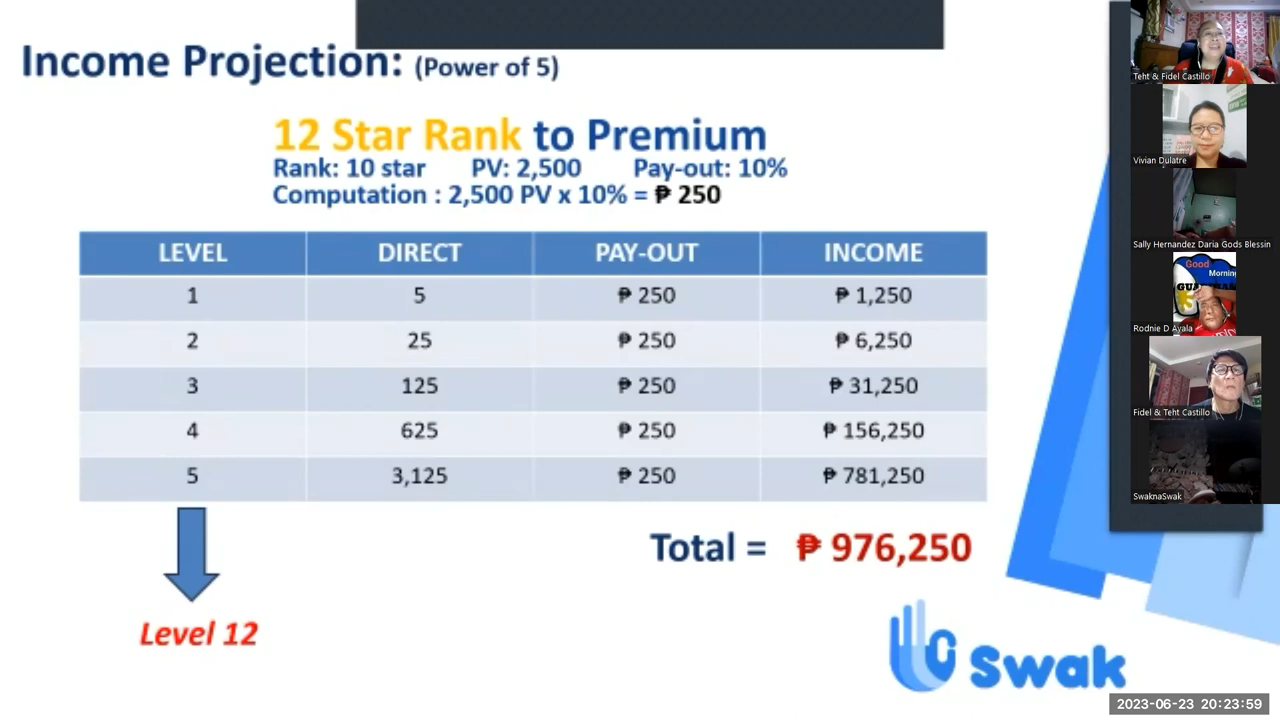 Income Projection: (Power of 5)
12 Star Rank to Premium
Rank: 10 star PV: 2,500 Pay-out: 10%
Computation : 2,500 PV x 10% = ₱ 250
LEVEL DIRECT PAY-OUT INCOME
1 5 ₱ 250 ₱ 1,250
2 25 ₱ 250 ₱ 6,250
3 125 ₱ 250 ₱ 31,250
4 625 ₱ 250 ₱ 156,250
5 3,125 ₱ 250 ₱ 781,250
Total = ₱ 976,250
Level 12
Swak
Teht & Fidel Castillo
Vivian Dulatre
Sally Hernandez Daria Gods Blessin
Good
Morning
Rodnie D Ayala
Fidel & Teht Castillo
SwaknaSwak
2023-06-23 20:23:59